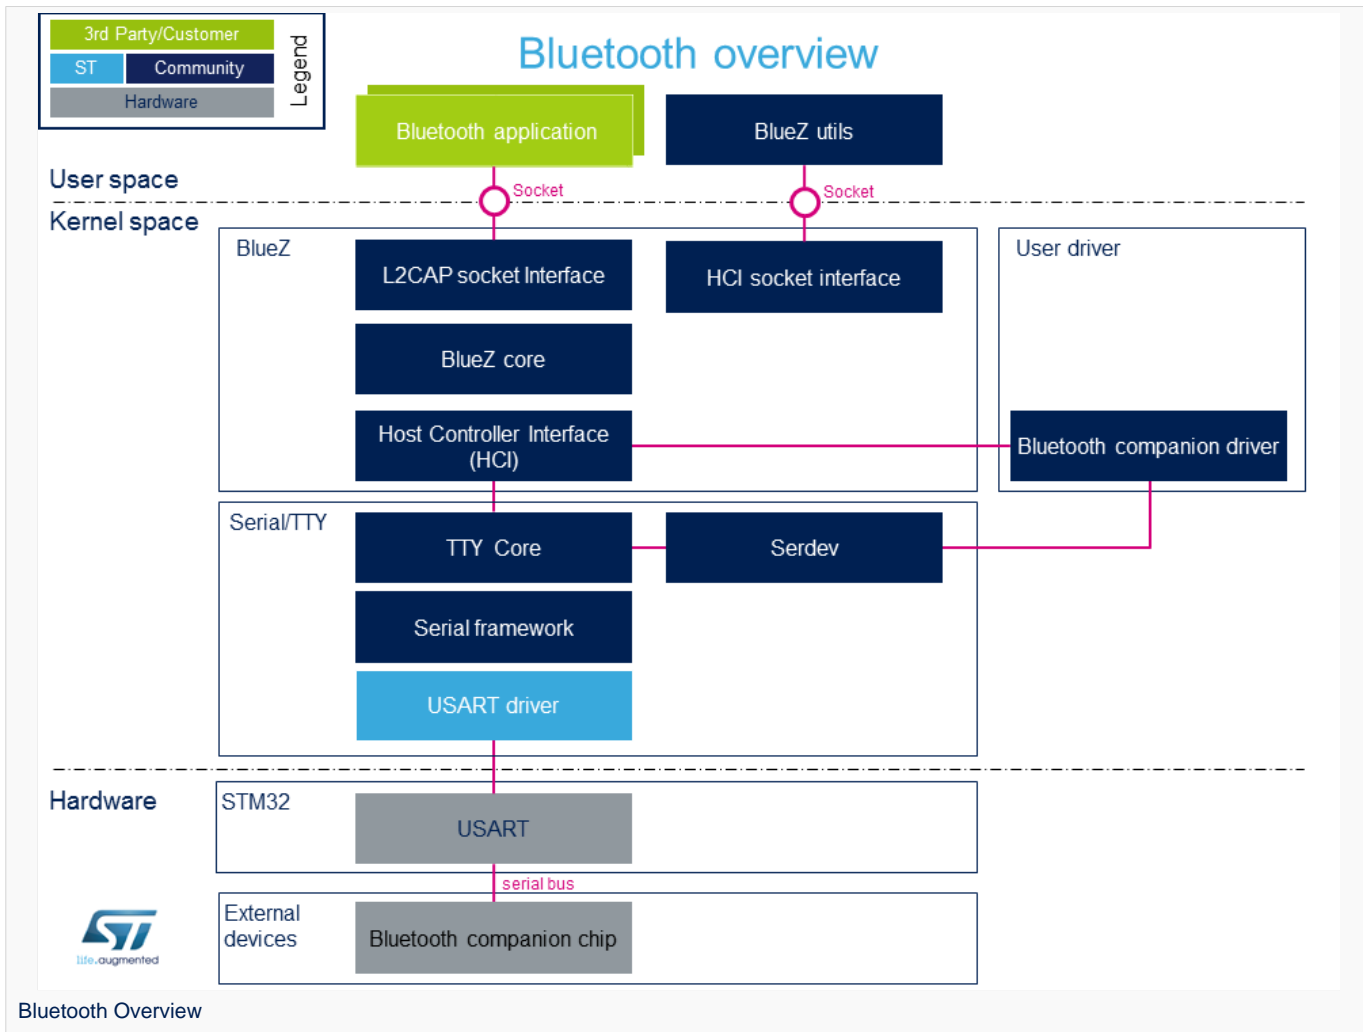 3rd Party/Customer
ST
Community
Hardware
Legend
Bluetooth overview
Bluetooth application
BlueZ utils
User space
Socket
Socket
Kernel space
BlueZ
User driver
L2CAP socket Interface
HCI socket interface
BlueZ core
Host Controller Interface
(HCI)
Bluetooth companion driver
Serial/TTY
TTY Core
Serdev
Serial framework
USART driver
Hardware
STM32
USART
serial bus
External
devices
Bluetooth companion chip
ST
life.augmented
Bluetooth Overview